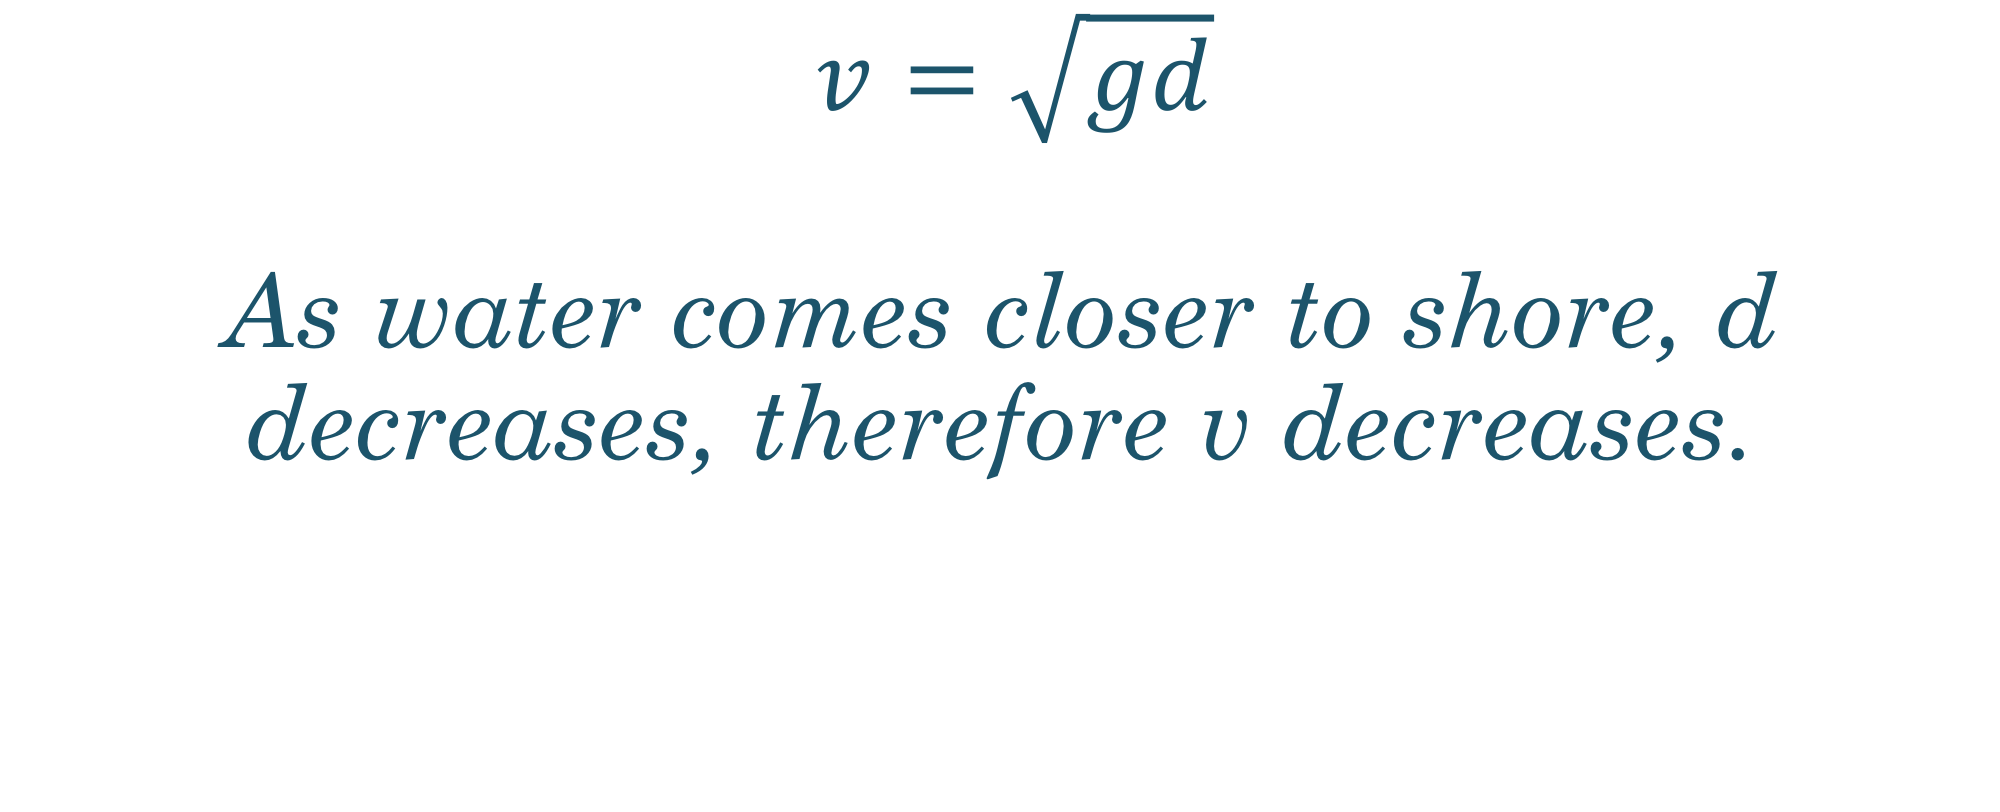 v = √gd
As water comes closer to shore, d
decreases, therefore v decreases.